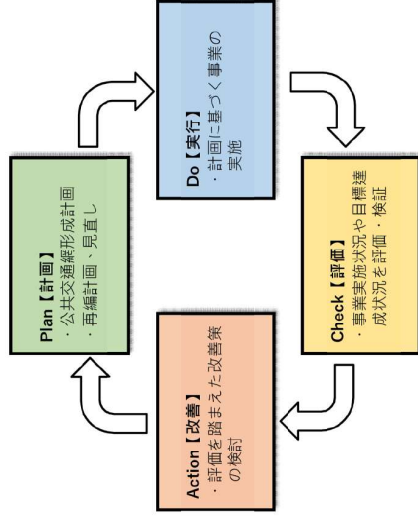 Plan【計画】
・公共交通網形成計画
・再編計画、見直し
Do【実行】
・計画に基づく事業の
実施
Check【評価】
・事業実施状況や目標達
成状況を評価・検証
Action【改善】
・評価を踏まえた改善策
の検討